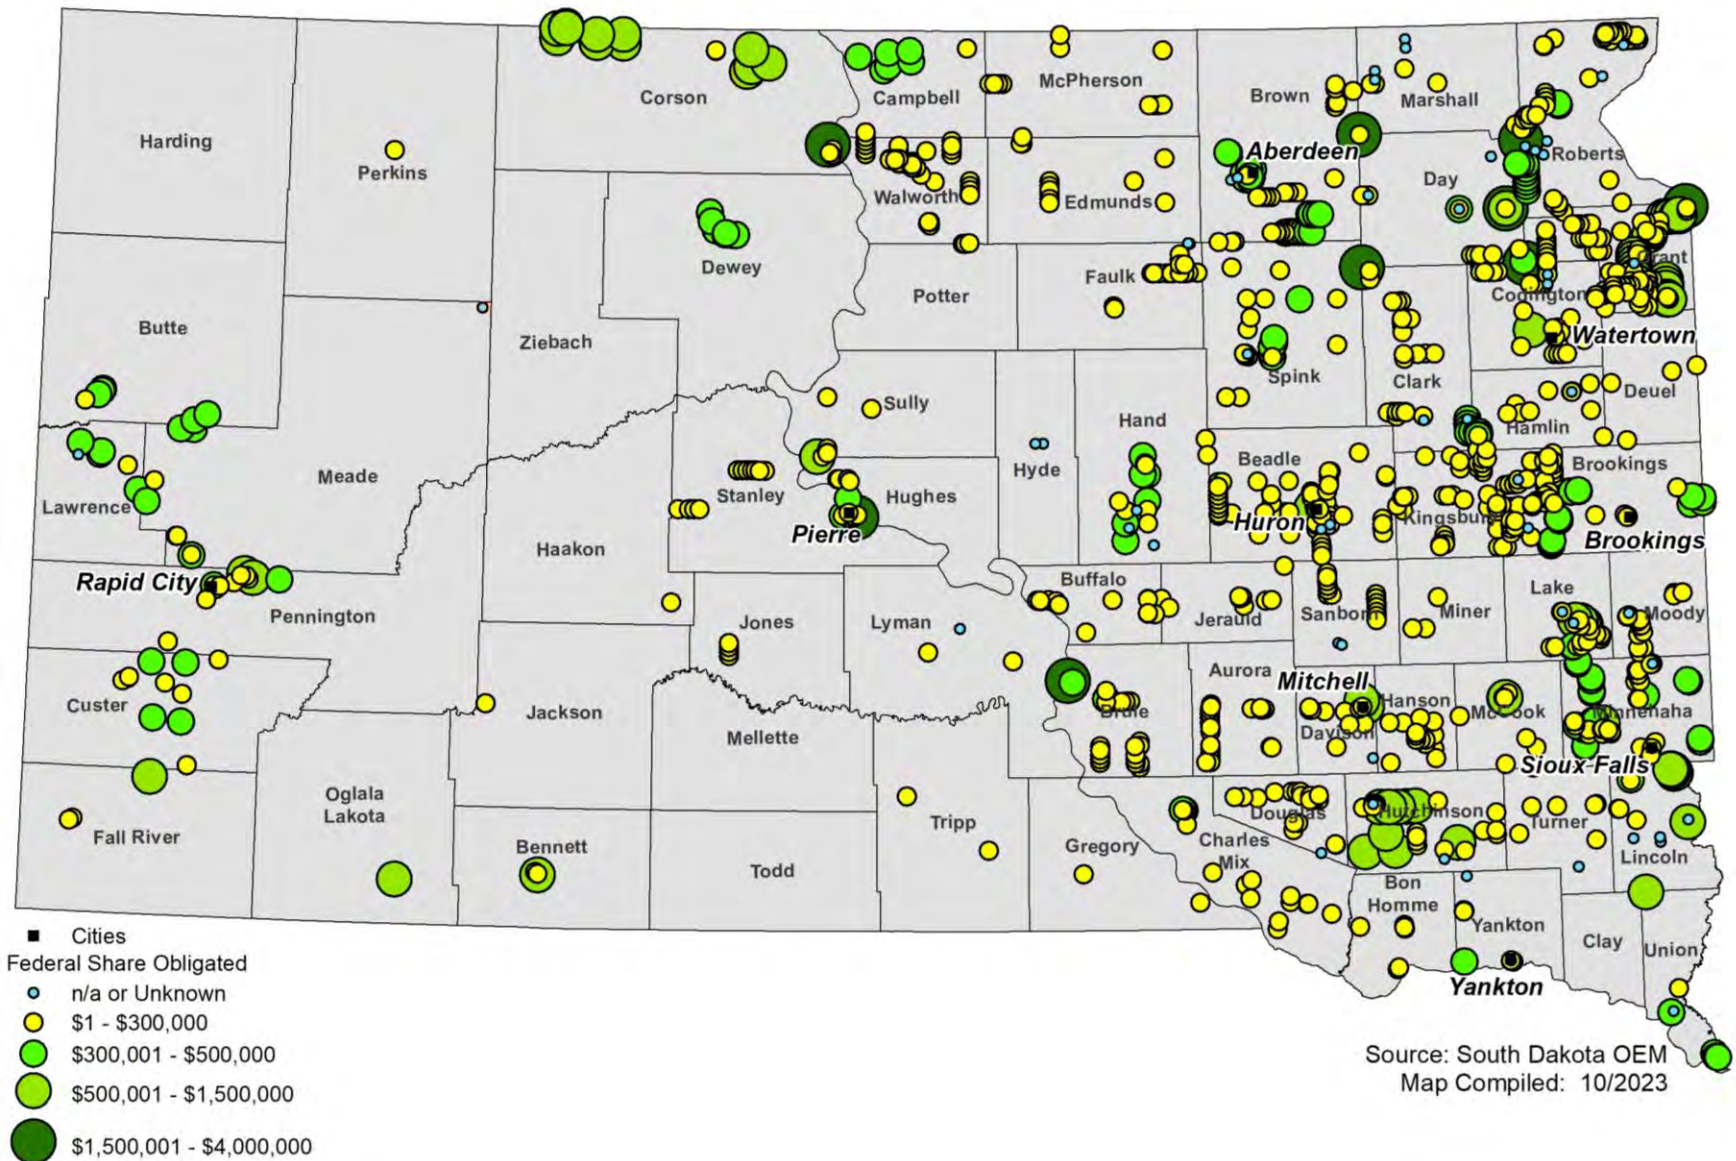 Harding
Perkins
Corson
Campbell
McPherson
Brown
Marshall
Roberts
Aberdeen
Day
Walworth
Edmunds
Dewey
Butte
Ziebach
Potter
Faulk
Grant
Codington
Watertown
Spink
Clark
Deuel
Hamlin
Meade
Sully
Hand
Hyde
Beadle
Brookings
Lawrence
Stanley
Hughes
Pierre
Huron
Kingsbury
Brookings
Haakon
Rapid City
Pennington
Buffalo
Jones
Lyman
Jerauld
Sanborn
Miner
Lake
Moody
Custer
Jackson
Mellette
Aurora
Mitchell
Brule
Davison
Hanson
McCook
Minnehaha
Sioux Falls
Fall River
Oglala
Lakota
Bennett
Todd
Tripp
Gregory
Douglas
Charles
Mix
Hutchinson
Turner
Lincoln
Bon
Homme
Yankton
Clay
Union
Yankton
Cities
Federal Share Obligated
n/a or Unknown
$1 - $300,000
$300,001 - $500,000
$500,001 - $1,500,000
$1,500,001 - $4,000,000
Source: South Dakota OEM
Map Compiled: 10/2023